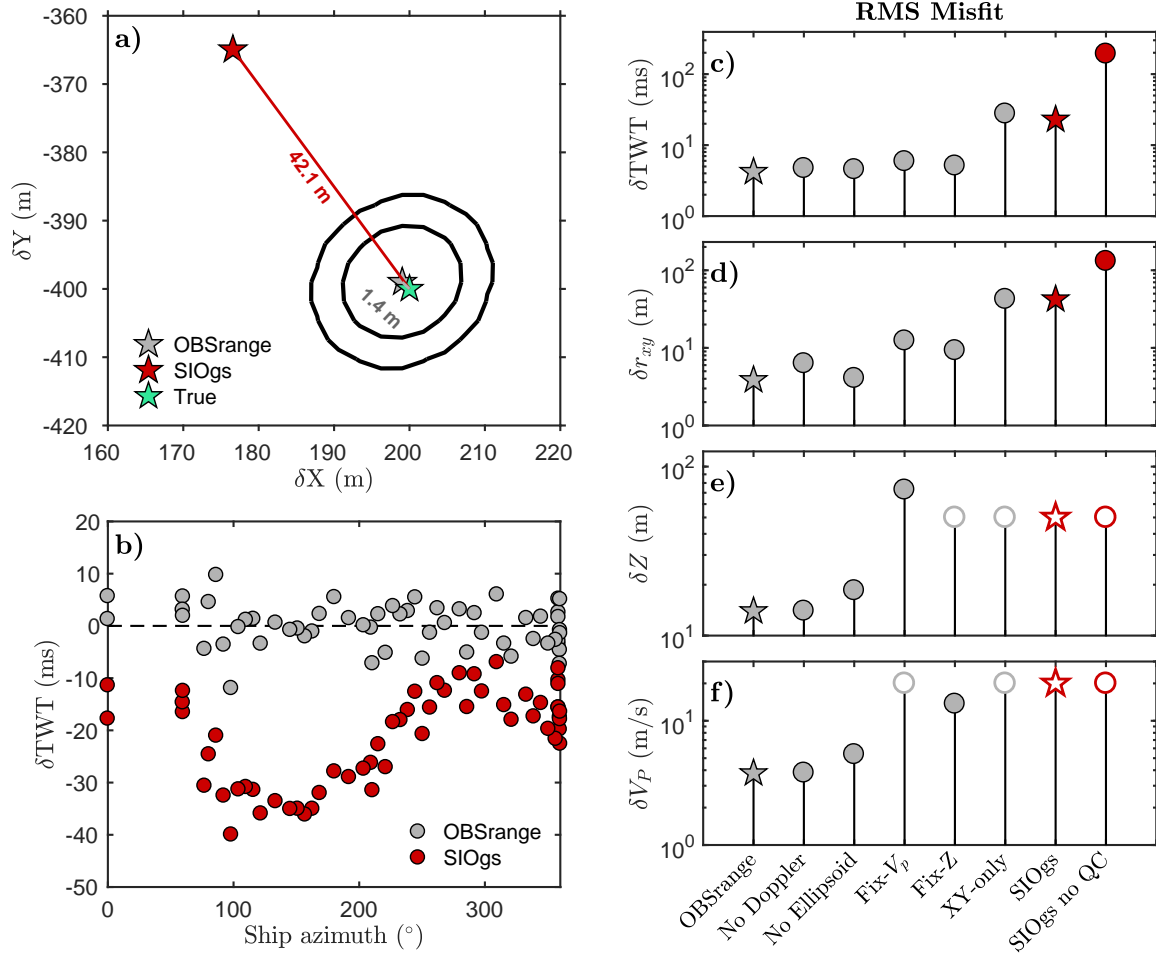 RMS Misfit
a)
δY (m)
-360
-370
-380
-390
-400
-410
-420
42.1 m
1.4 m
OBSrange
SIOgs
True
160 170 180 190 200 210 220
δX (m)
b)
δTWT (ms)
20
10
0
-10
-20
-30
-40
-50
OBSrange
SIOgs
0 100 200 300
Ship azimuth (°)
c)
δTWT (ms)
10²
10¹
10⁰
d)
δr_xy (m)
10²
10¹
10⁰
e)
δZ (m)
10²
10¹
f)
δV_P (m/s)
10¹
10⁰
OBSrange
No Doppler
No Ellipsoid
Fix-V_p
Fix-Z
XY-only
SIOgs
SIOgs no QC